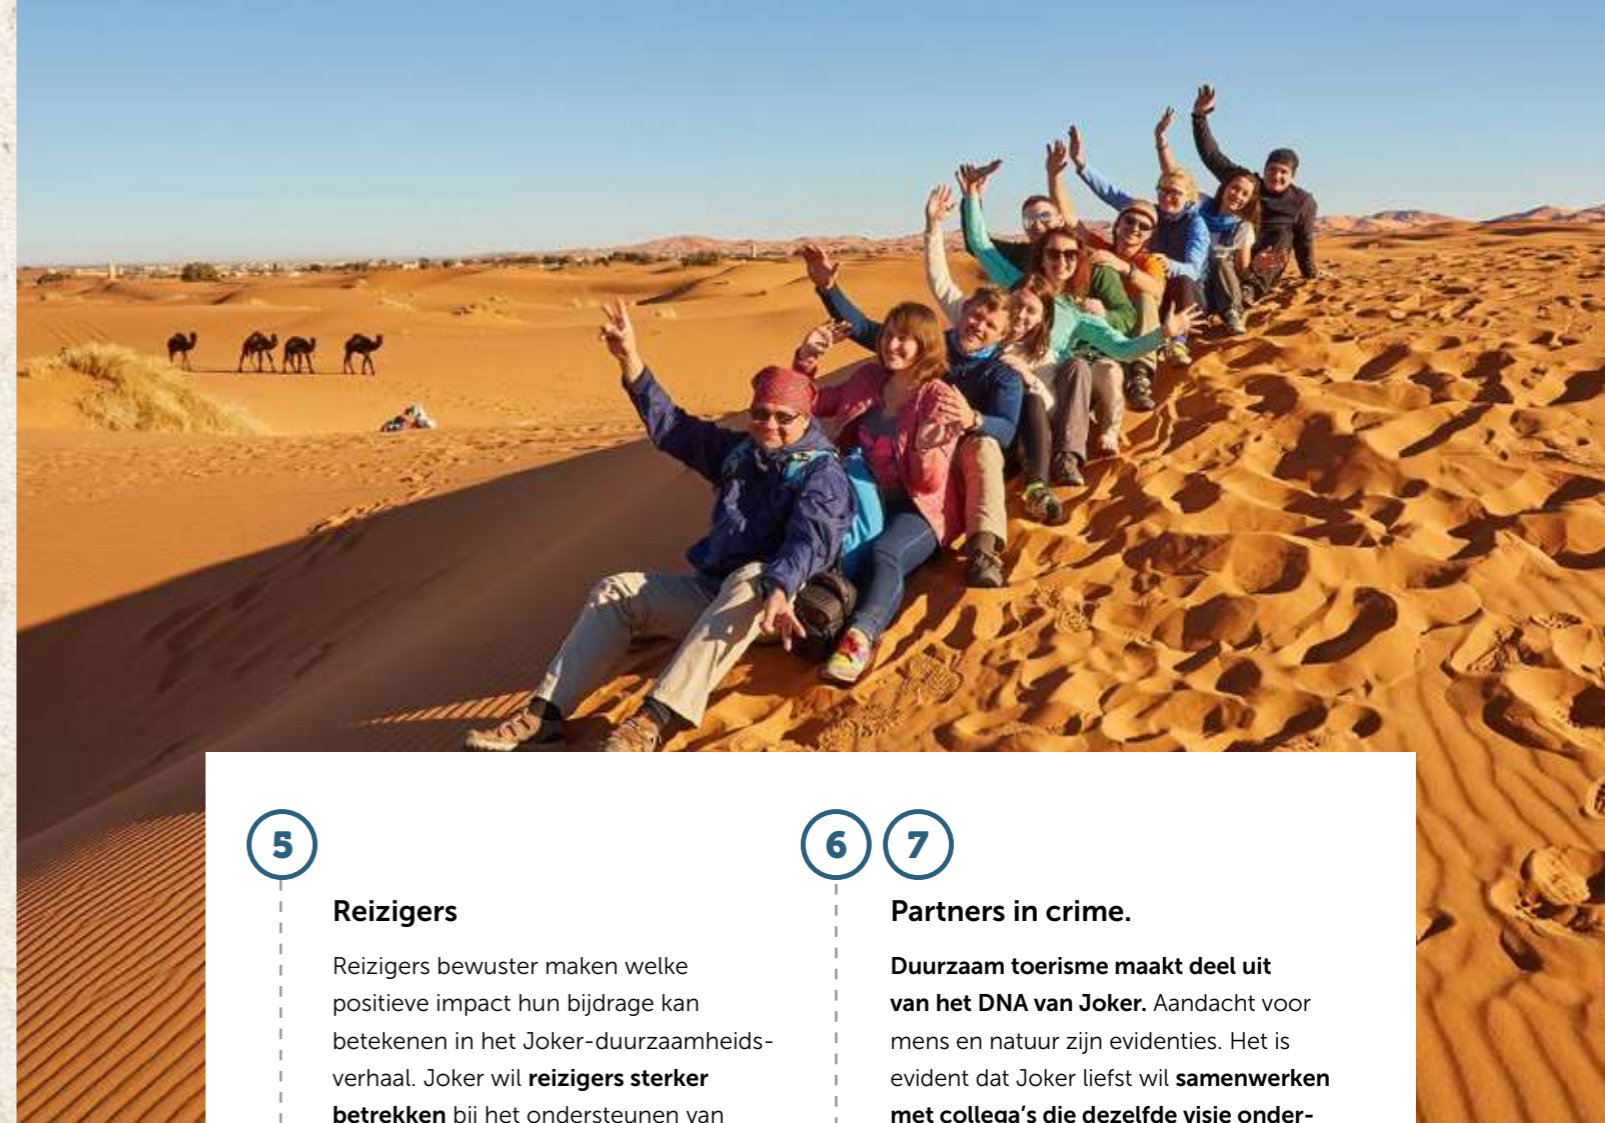 5
Reizigers
Reizigers bewuster maken welke
positieve impact hun bijdrage kan
betekenen in het Joker-duurzaamheids-
verhaal. Joker wil reizigers sterker
betrekken bij het ondersteunen van
6 7
Partners in crime.
Duurzaam toerisme maakt deel uit
van het DNA van Joker. Aandacht voor
mens en natuur zijn evidenties. Het is
evident dat Joker liefst wil samenwerken
met collega's die dezelfde visie onder-